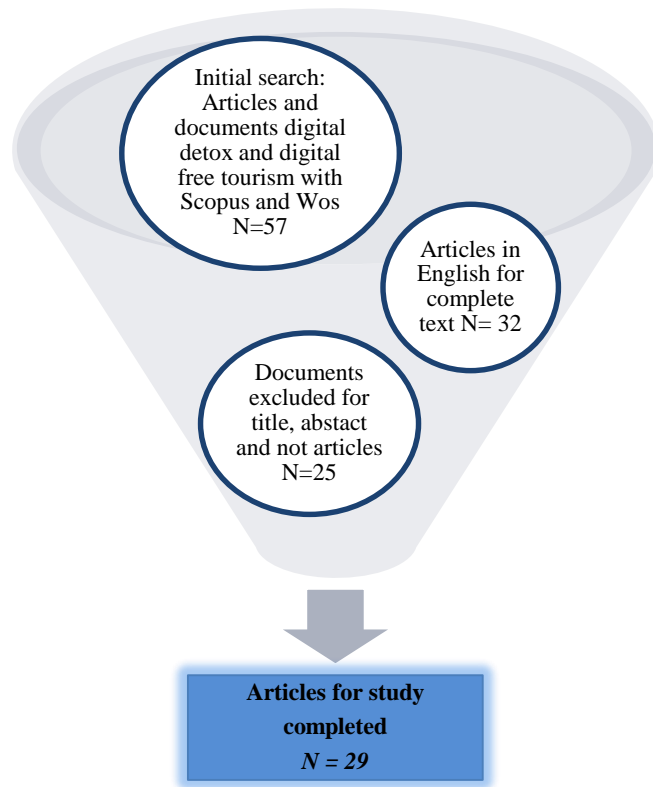 Initial search:
Articles and
documents digital
detox and digital
free tourism with
Scopus and Wos
N=57
Articles in
English for
complete
text N= 32
Documents
excluded for
title, abstact
and not articles
N=25
Articles for study
completed
N = 29